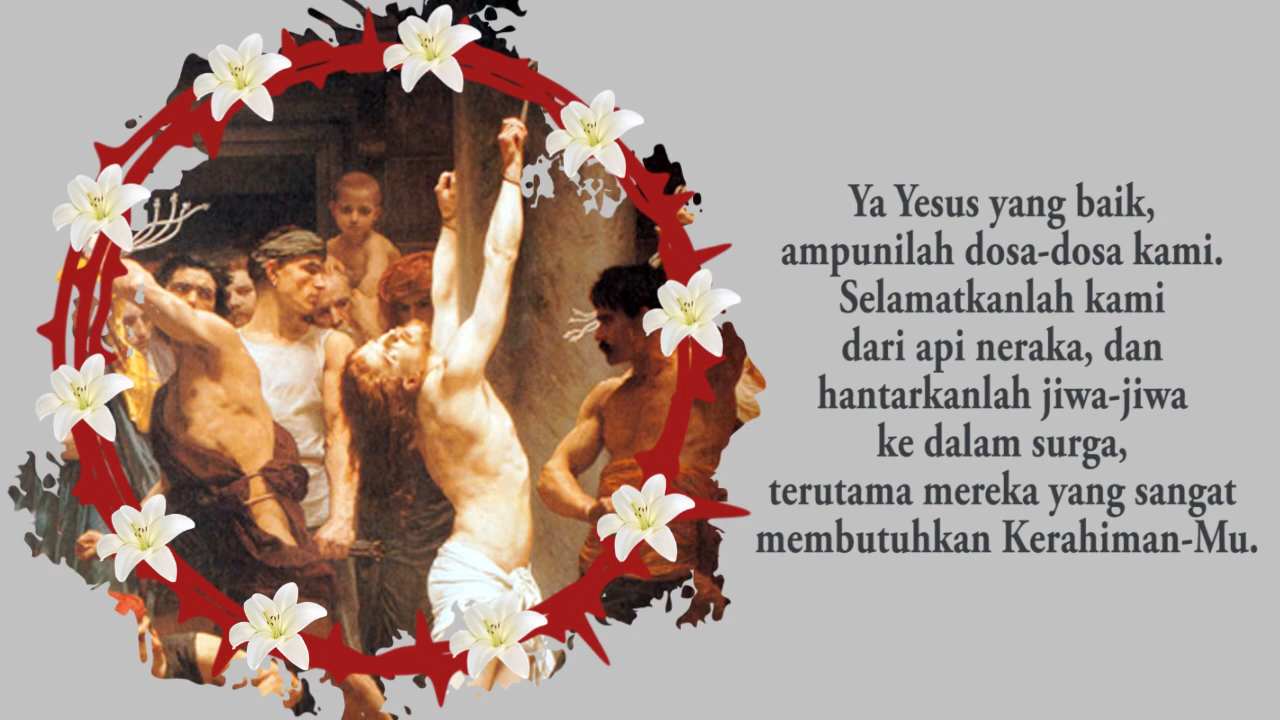 Ya Yesus yang baik,
ampunilah dosa-dosa kami.
Selamatkanlah kami
dari api neraka, dan
hantarkanlah jiwa-jiwa
ke dalam surga,
terutama mereka yang sangat
membutuhkan Kerahiman-Mu.